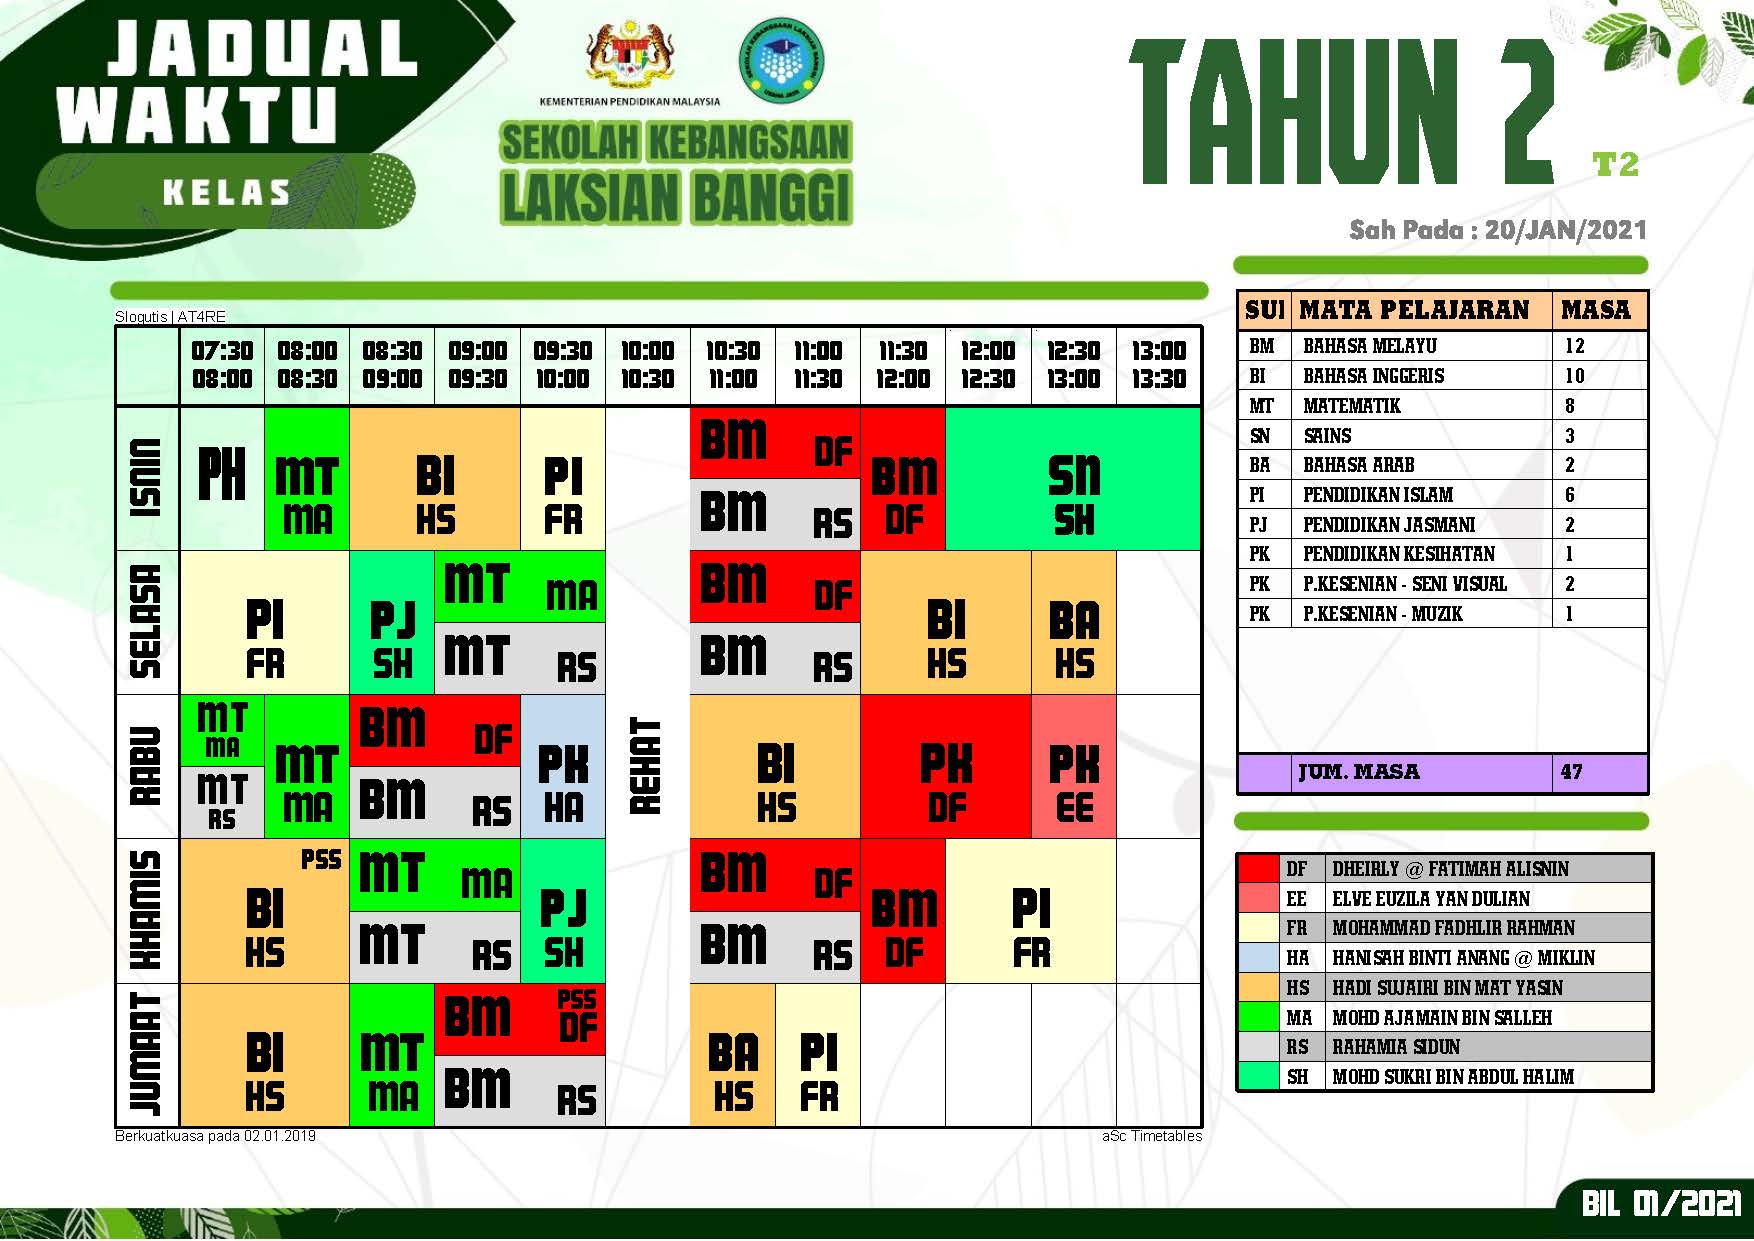 JADUAL
WAKTU
KELAS
KEMENTERIAN PENDIDIKAN MALAYSIA
SEKOLAH KEBANGSAAN
LAKSIAN BANGGI
TAHUN 2
T2
Sah Pada : 20/JAN/2021
Slogutis | AT4RE
07:30 08:00 08:30 09:00 09:30 10:00 10:30 11:00 11:30 12:00 12:30 13:00
08:00 08:30 09:00 09:30 10:00 10:30 11:00 11:30 12:00 12:30 13:00 13:30
ISNIN
PH
MT MA
BI HS
PI FR
BM DF
BM RS
BM DF
SN SH
SELASA
PI FR
PJ SH
MT MA
MT RS
BM DF
BM RS
BI HS
BA HS
RABU
MT MA
MT RS
MT MA
BM DF
BM RS
PK HA
REHAT
BI HS
PK DF
PK EE
KHAMIS
PSS
BI HS
MT MA
MT RS
PJ SH
BM DF
BM RS
BM DF
PI FR
JUMAAT
BI HS
MT MA
BM PSS DF
BM RS
BA HS
PI FR
Berkuatkuasa pada 02.01.2019
aSc Timetables
SUI MATA PELAJARAN MASA
BM BAHASA MELAYU 12
BI BAHASA INGGERIS 10
MT MATEMATIK 8
SN SAINS 3
BA BAHASA ARAB 2
PI PENDIDIKAN ISLAM 6
PJ PENDIDIKAN JASMANI 2
PK PENDIDIKAN KESIHATAN 1
PK P.KESENIAN - SENI VISUAL 2
PK P.KESENIAN - MUZIK 1
JUM. MASA 47
DF DHEIRLY @ FATIMAH ALISNIN
EE ELVE EUZILA YAN DULIAN
FR MOHAMMAD FADHLIR RAHMAN
HA HANISAH BINTI ANANG @ MIKLIN
HS HADI SUJAIRI BIN MAT YASIN
MA MOHD AJAMAIN BIN SALLEH
RS RAHAMIA SIDUN
SH MOHD SUKRI BIN ABDUL HALIM
BIL 01/2021